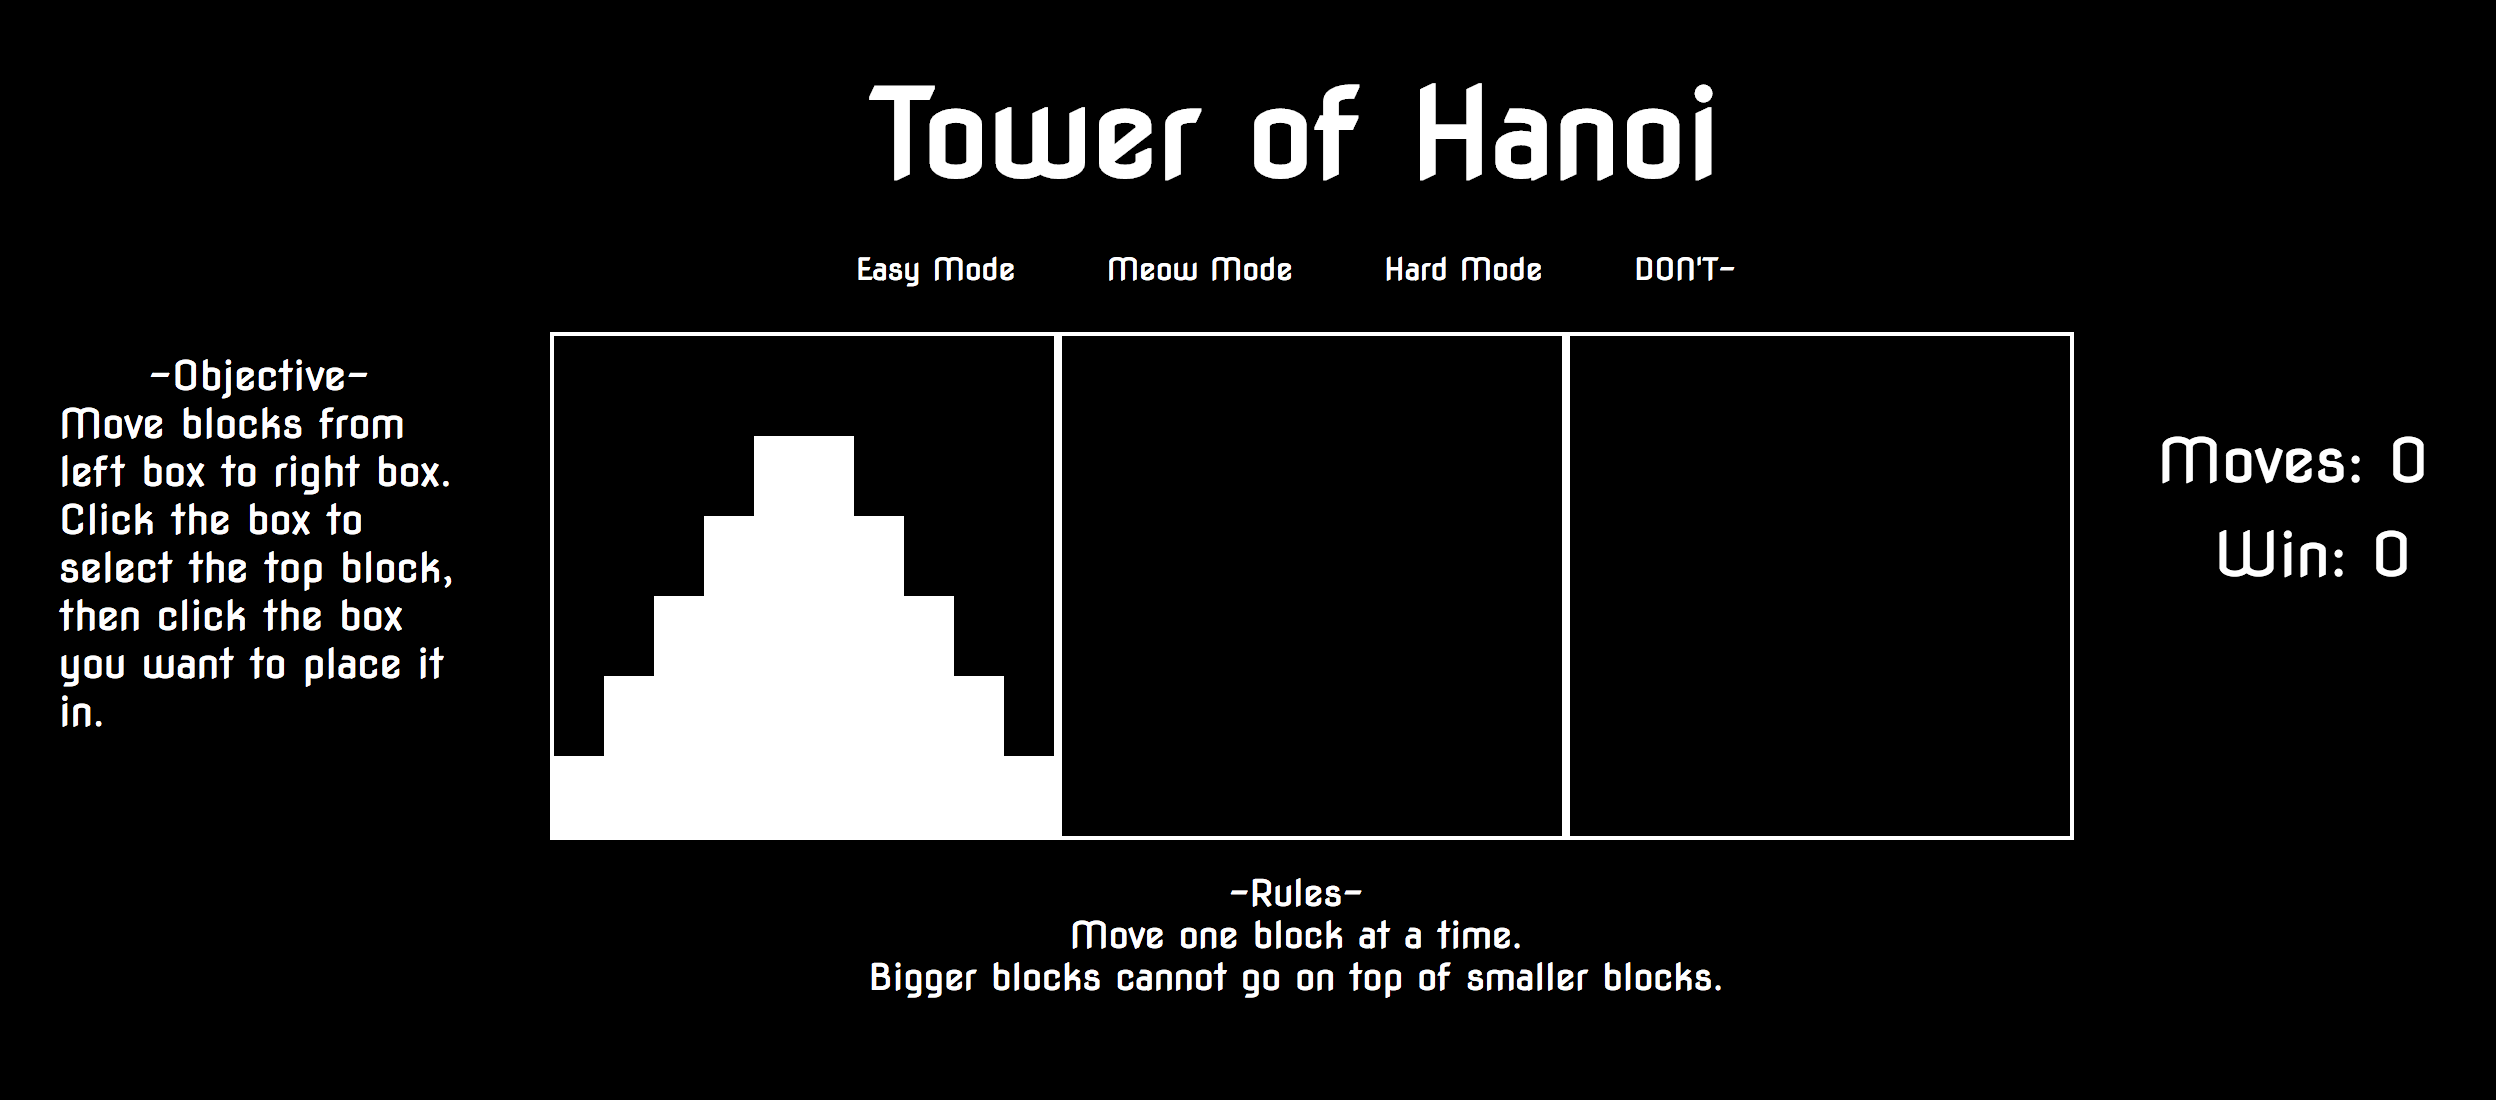 Tower of Hanoi
Easy Mode
Meow Mode
Hard Mode
DON'T-
-Objective-
Move blocks from
left box to right box.
Click the box to
select the top block,
then click the box
you want to place it
in.
Moves: 0
Win: 0
-Rules-
Move one block at a time.
Bigger blocks cannot go on top of smaller blocks.